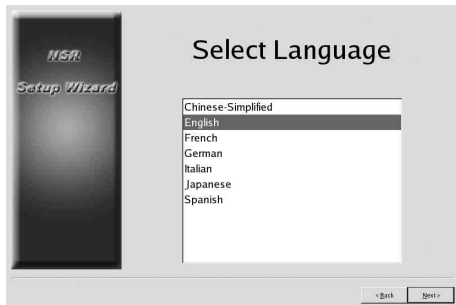 NSR
Setup Wizard
Select Language
Chinese-Simplified
English
French
German
Italian
Japanese
Spanish
< Back
Next >